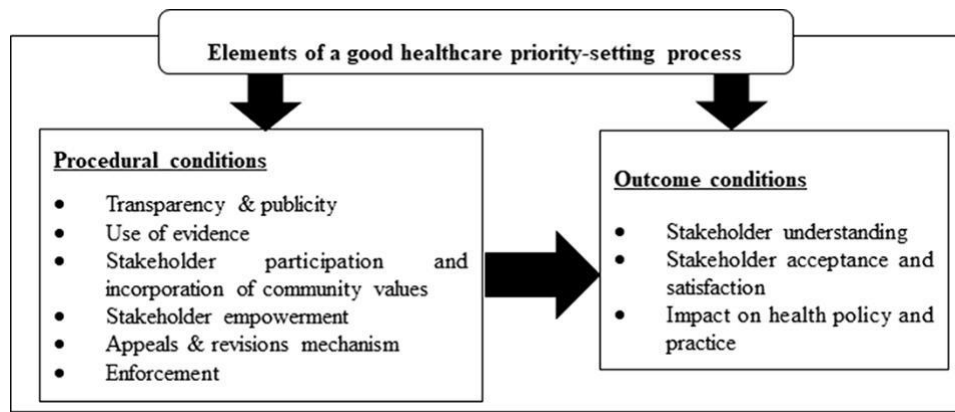 Elements of a good healthcare priority-setting process
Procedural conditions
• Transparency & publicity
• Use of evidence
• Stakeholder participation and
incorporation of community values
• Stakeholder empowerment
• Appeals & revisions mechanism
• Enforcement
Outcome conditions
• Stakeholder understanding
• Stakeholder acceptance and
satisfaction
• Impact on health policy and
practice